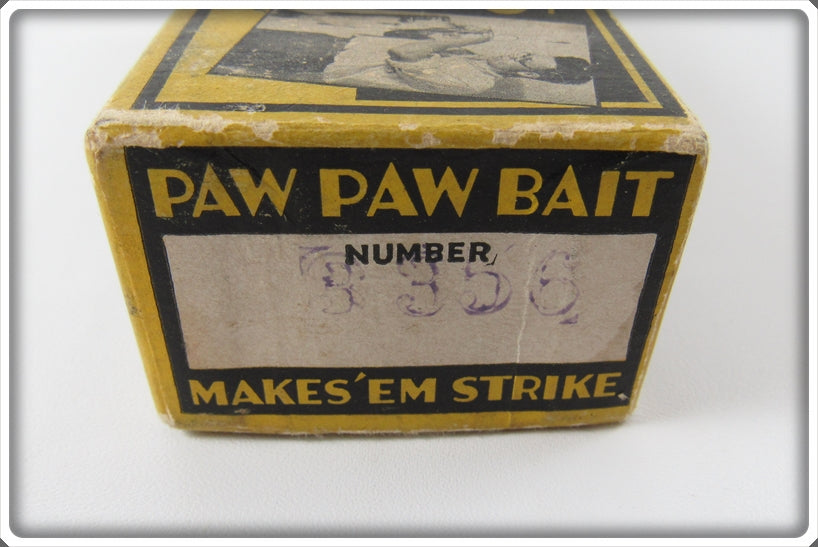 PAW PAW BAIT
NUMBER
3356
MAKES'EM STRIKE